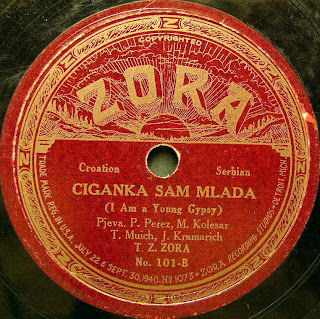 COPYRIGHT
ZORA
Croation Serbian
CIGANKA SAM MLADA
(I Am a Young Gypsy)
Pjeva. P. Perez, M. Kolesar
T. Muich, J. Kramarich
T. Z. ZORA
No. 101-B
TRADE MARK REG. IN U.S.A. JULY 22 & SEPT. 30, 1940. Nº 1073 - ZORA RECORDING STUDIOS - DETROIT, MICH.